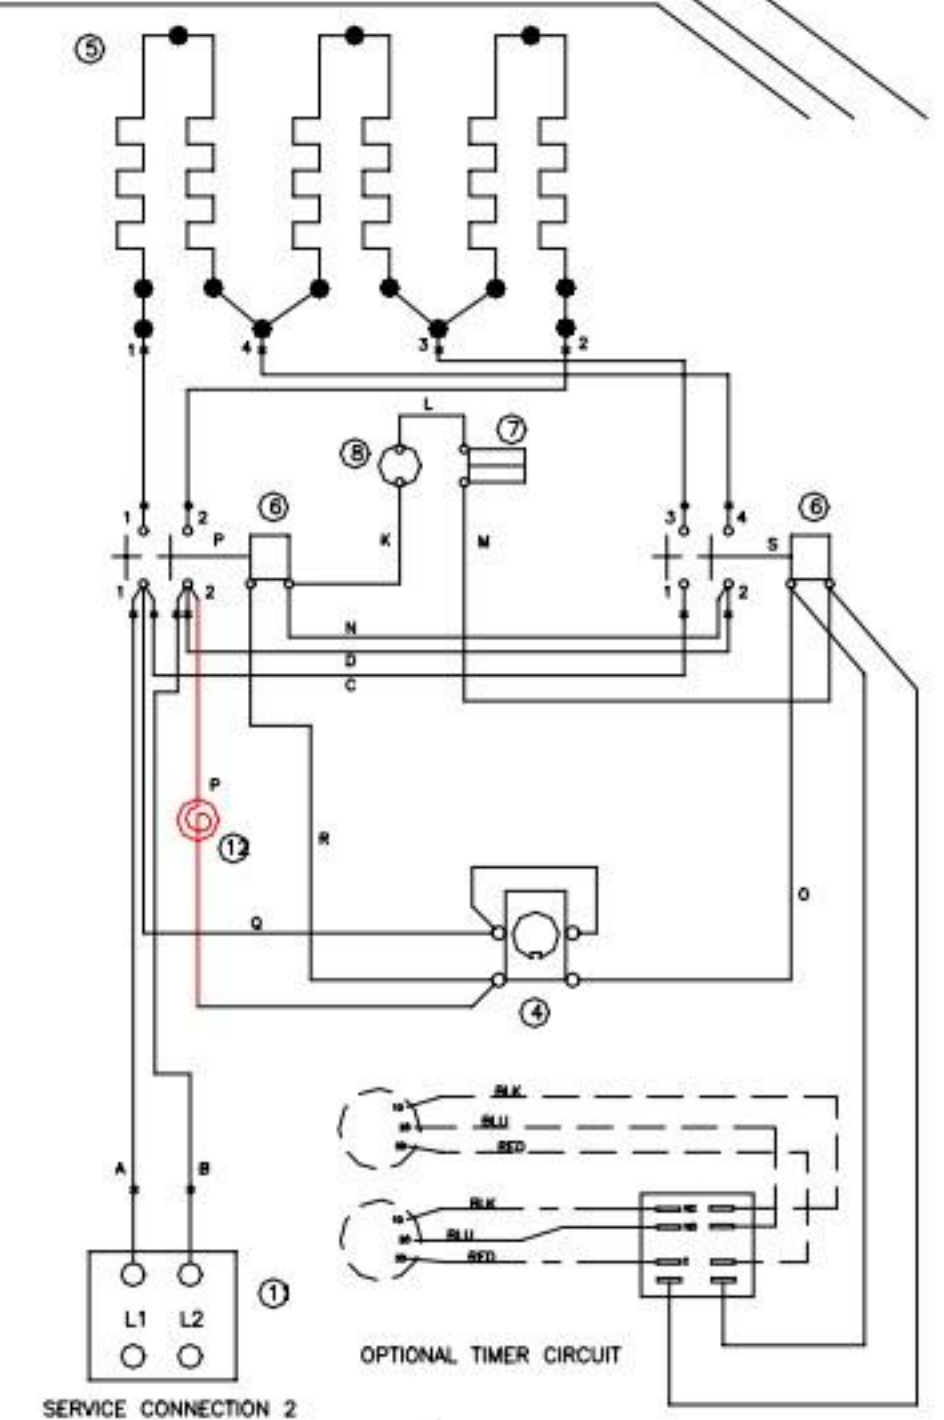 5
1 4 3 2
L
7
8
6 6
1 2 3 4
P K M S
1 2 1 2
N
D
C
P
12
R
Q O
4
BLK
BLU
RED
A B
BLK
BLU
RED
11
L1 L2
OPTIONAL TIMER CIRCUIT
SERVICE CONNECTION 2